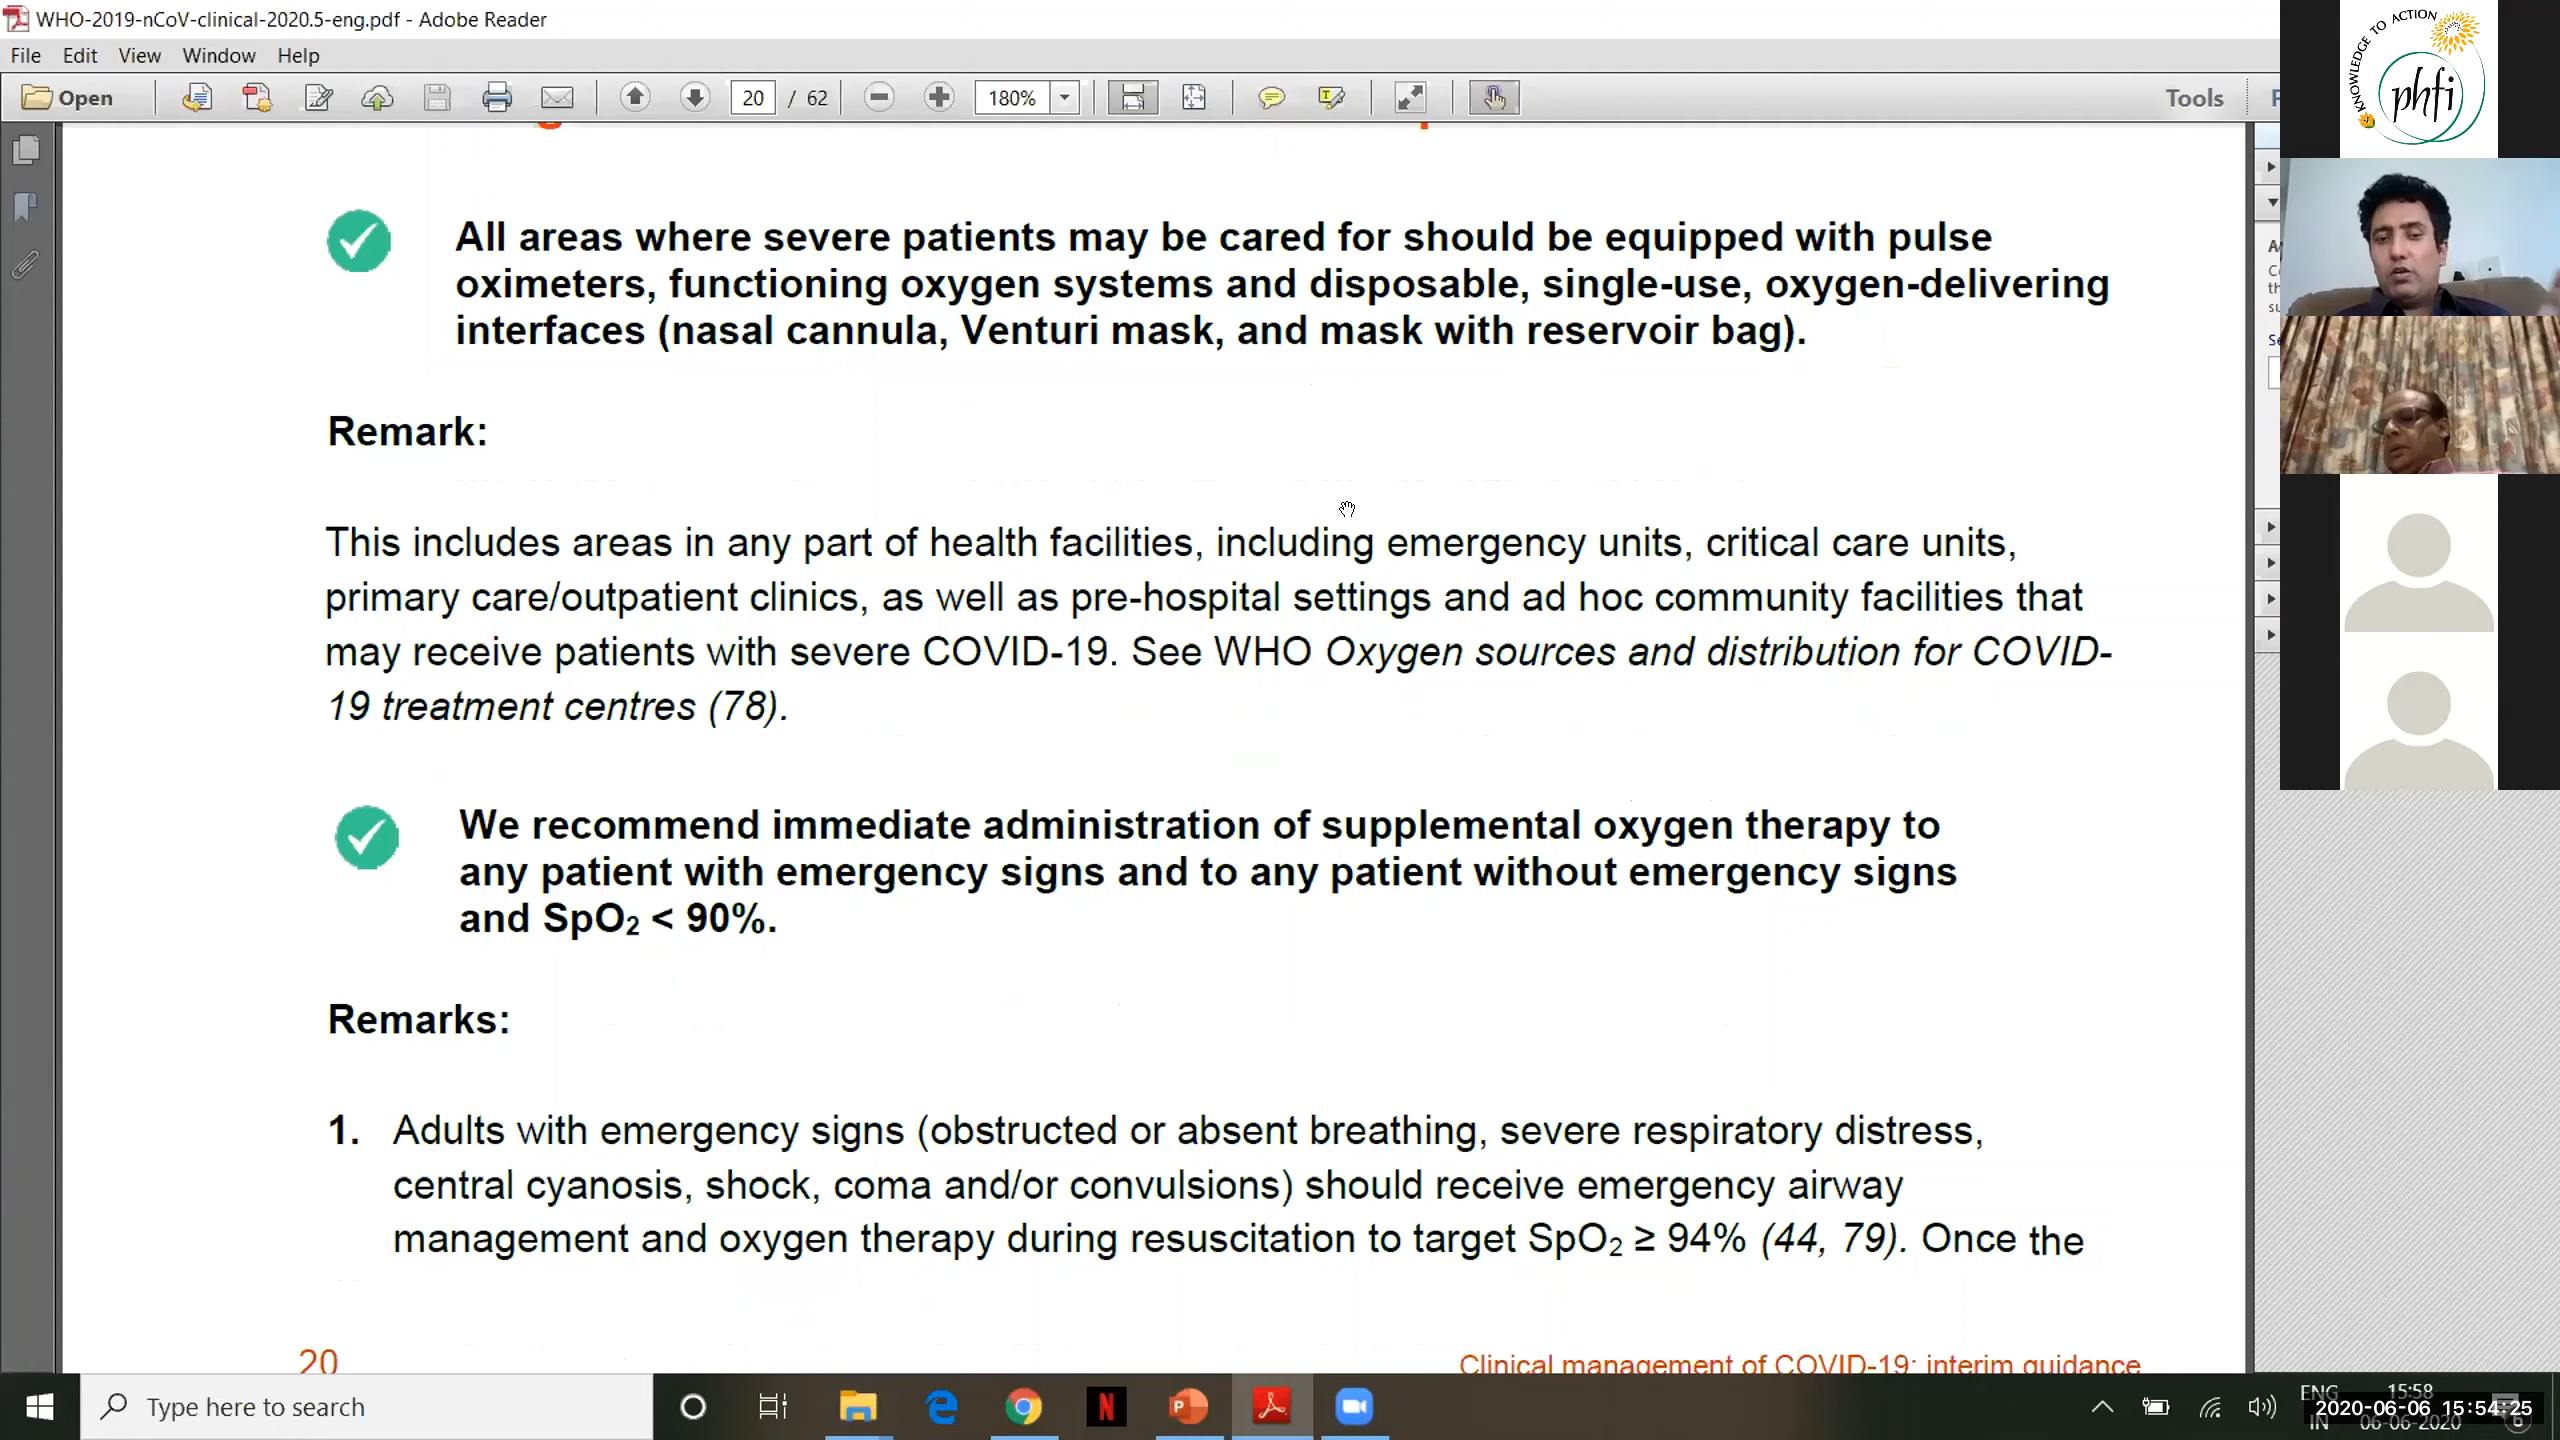 WHO-2019-nCoV-clinical-2020.5-eng.pdf - Adobe Reader
File Edit View Window Help
Open 20 / 62 180% Tools
KNOWLEDGE TO ACTION
phfi
All areas where severe patients may be cared for should be equipped with pulse
oximeters, functioning oxygen systems and disposable, single-use, oxygen-delivering
interfaces (nasal cannula, Venturi mask, and mask with reservoir bag).
Remark:
This includes areas in any part of health facilities, including emergency units, critical care units,
primary care/outpatient clinics, as well as pre-hospital settings and ad hoc community facilities that
may receive patients with severe COVID-19. See WHO Oxygen sources and distribution for COVID-
19 treatment centres (78).
We recommend immediate administration of supplemental oxygen therapy to
any patient with emergency signs and to any patient without emergency signs
and SpO₂ < 90%.
Remarks:
1. Adults with emergency signs (obstructed or absent breathing, severe respiratory distress,
central cyanosis, shock, coma and/or convulsions) should receive emergency airway
management and oxygen therapy during resuscitation to target SpO₂ ≥ 94% (44, 79). Once the
20 Clinical management of COVID-19: interim guidance
Type here to search
ENG 15:58
2020-06-06 15:54:25
IN 06-06-2020